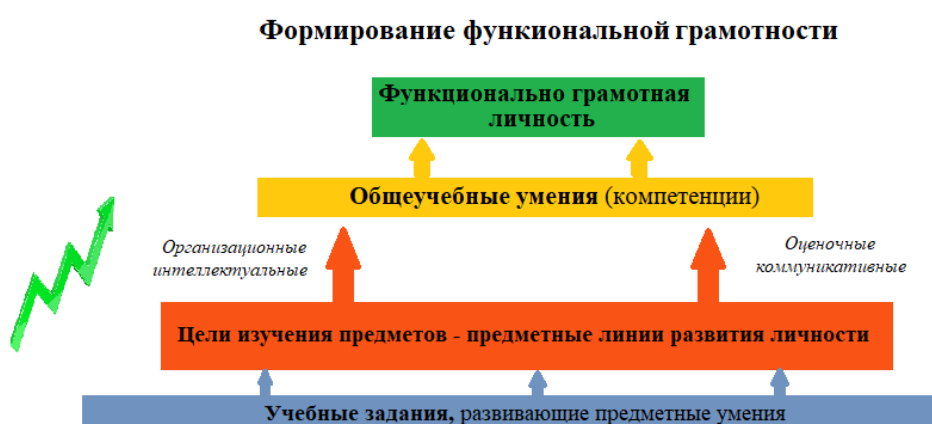 Формирование функиональной грамотности
Функционально грамотная
личность
Общеучебные умения (компетенции)
Организационные
интеллектуальные
Оценочные
коммуникативные
Цели изучения предметов - предметные линии развития личности
Учебные задания, развивающие предметные умения